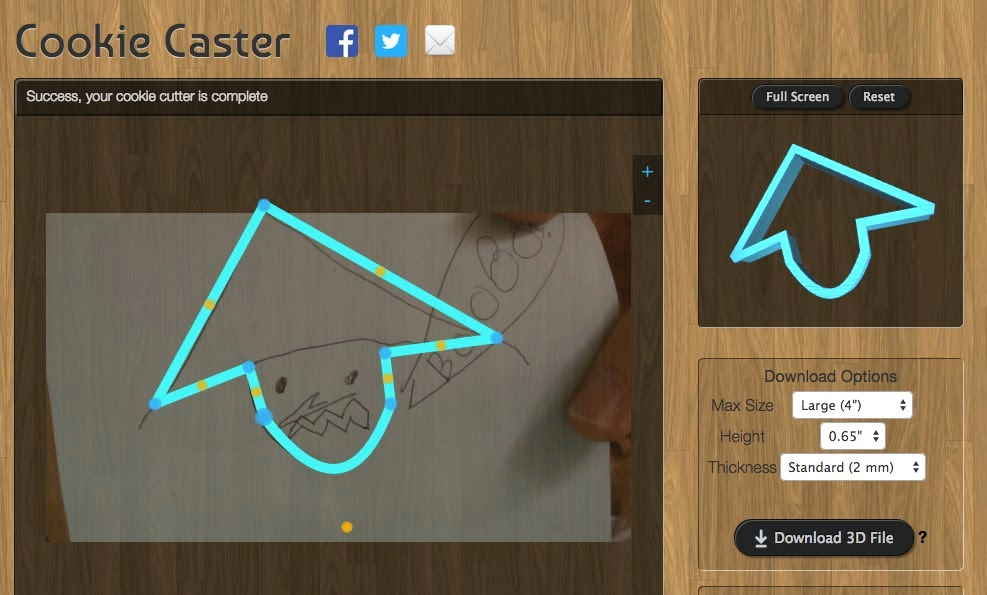 Cookie Caster
Success, your cookie cutter is complete
+
-
Full Screen
Reset
Download Options
Max Size
Large (4")
Height
0.65"
Thickness
Standard (2 mm)
Download 3D File
?